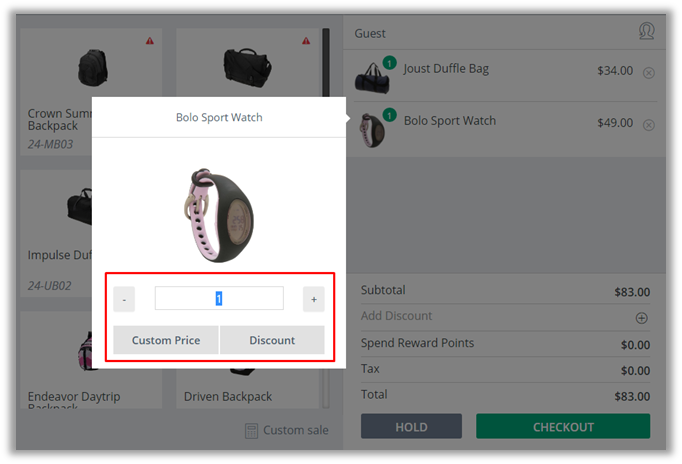 Guest
1
Joust Duffle Bag
$34.00
1
Bolo Sport Watch
$49.00
Crown Summ
Backpack
24-MB03
Impulse Duf
24-UB02
Endeavor Daytrip
Backpack
Driven Backpack
Custom sale
Bolo Sport Watch
-
1
+
Custom Price
Discount
Subtotal
$83.00
Add Discount
Spend Reward Points
$0.00
Tax
$0.00
Total
$83.00
HOLD
CHECKOUT